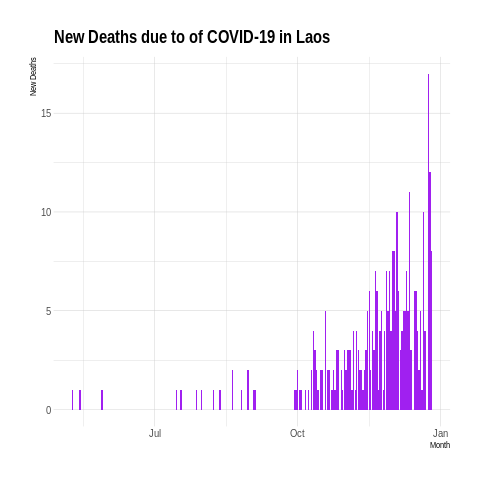 New Deaths due to of COVID-19 in Laos
New Deaths
15
10
5
0
Jul
Oct
Jan
Month